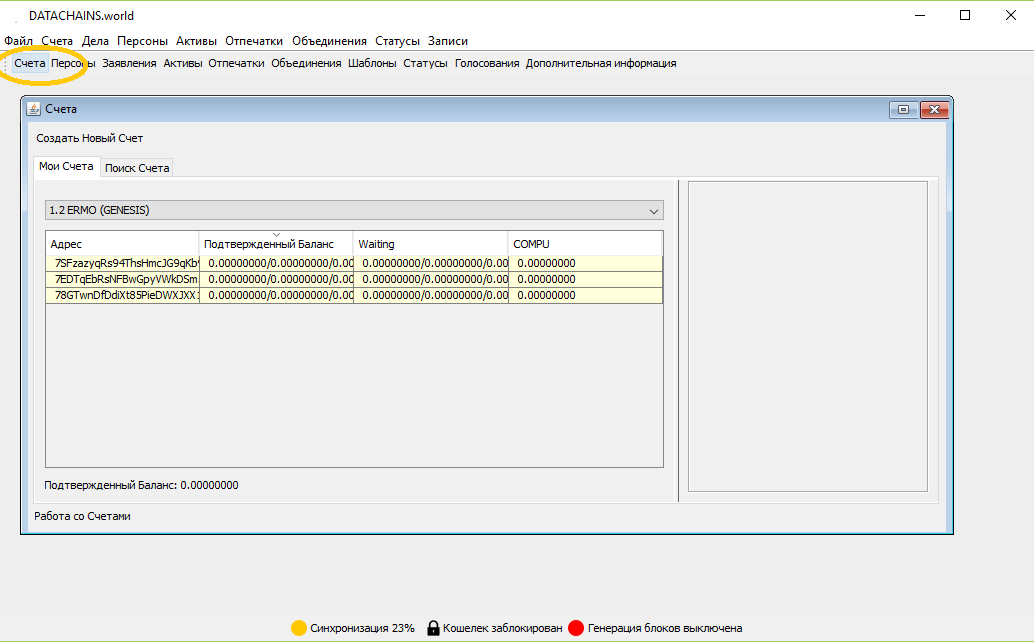 DATACHAINS.world
Файл Счета Дела Персоны Активы Отпечатки Объединения Статусы Записи
Счета Персоны Заявления Активы Отпечатки Объединения Шаблоны Статусы Голосования Дополнительная информация
Счета
Создать Новый Счет
Мои Счета Поиск Счета
1.2 ERMO (GENESIS)
Адрес Подтвержденный Баланс Waiting COMPU
7SFzazyqRs94ThsHmcJG9qKb 0.00000000/0.00000000/0.00 0.00000000/0.00000000/0.00 0.00000000
7EDTqEbRsNFBwGpyVWkDSm 0.00000000/0.00000000/0.00 0.00000000/0.00000000/0.00 0.00000000
78GTwnDfDdiXt85PieDWXJXX 0.00000000/0.00000000/0.00 0.00000000/0.00000000/0.00 0.00000000
Подтвержденный Баланс: 0.00000000
Работа со Счетами
Синхронизация 23% Кошелек заблокирован Генерация блоков выключена